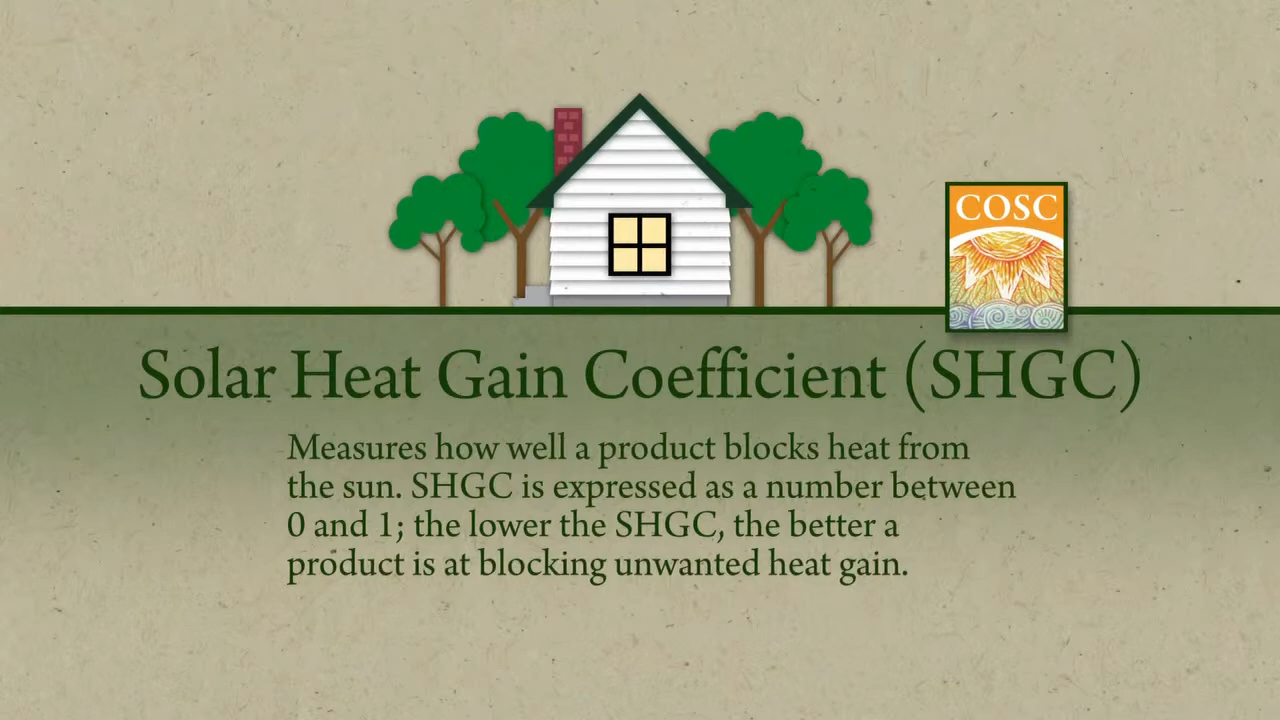 COSC
Solar Heat Gain Coefficient (SHGC)
Measures how well a product blocks heat from
the sun. SHGC is expressed as a number between
0 and 1; the lower the SHGC, the better a
product is at blocking unwanted heat gain.